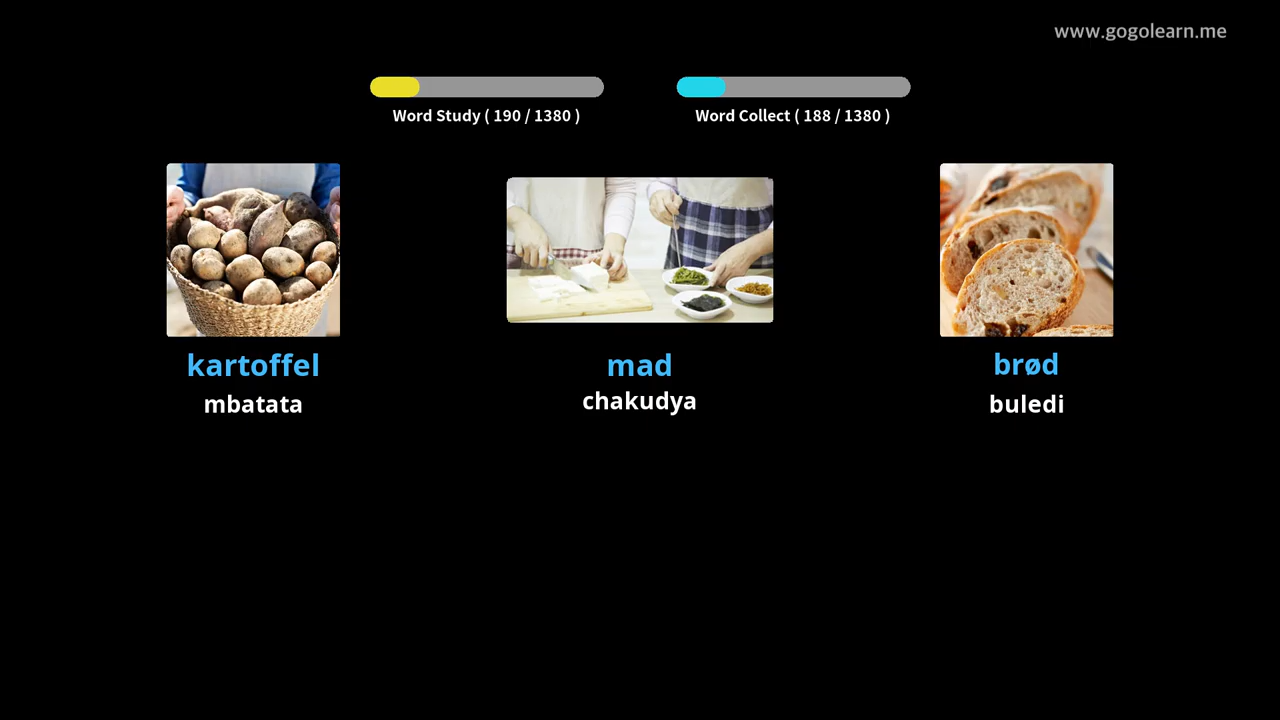 www.gogolearn.me
Word Study ( 190 / 1380 )
Word Collect ( 188 / 1380 )
kartoffel
mbatata
mad
chakudya
brød
buledi